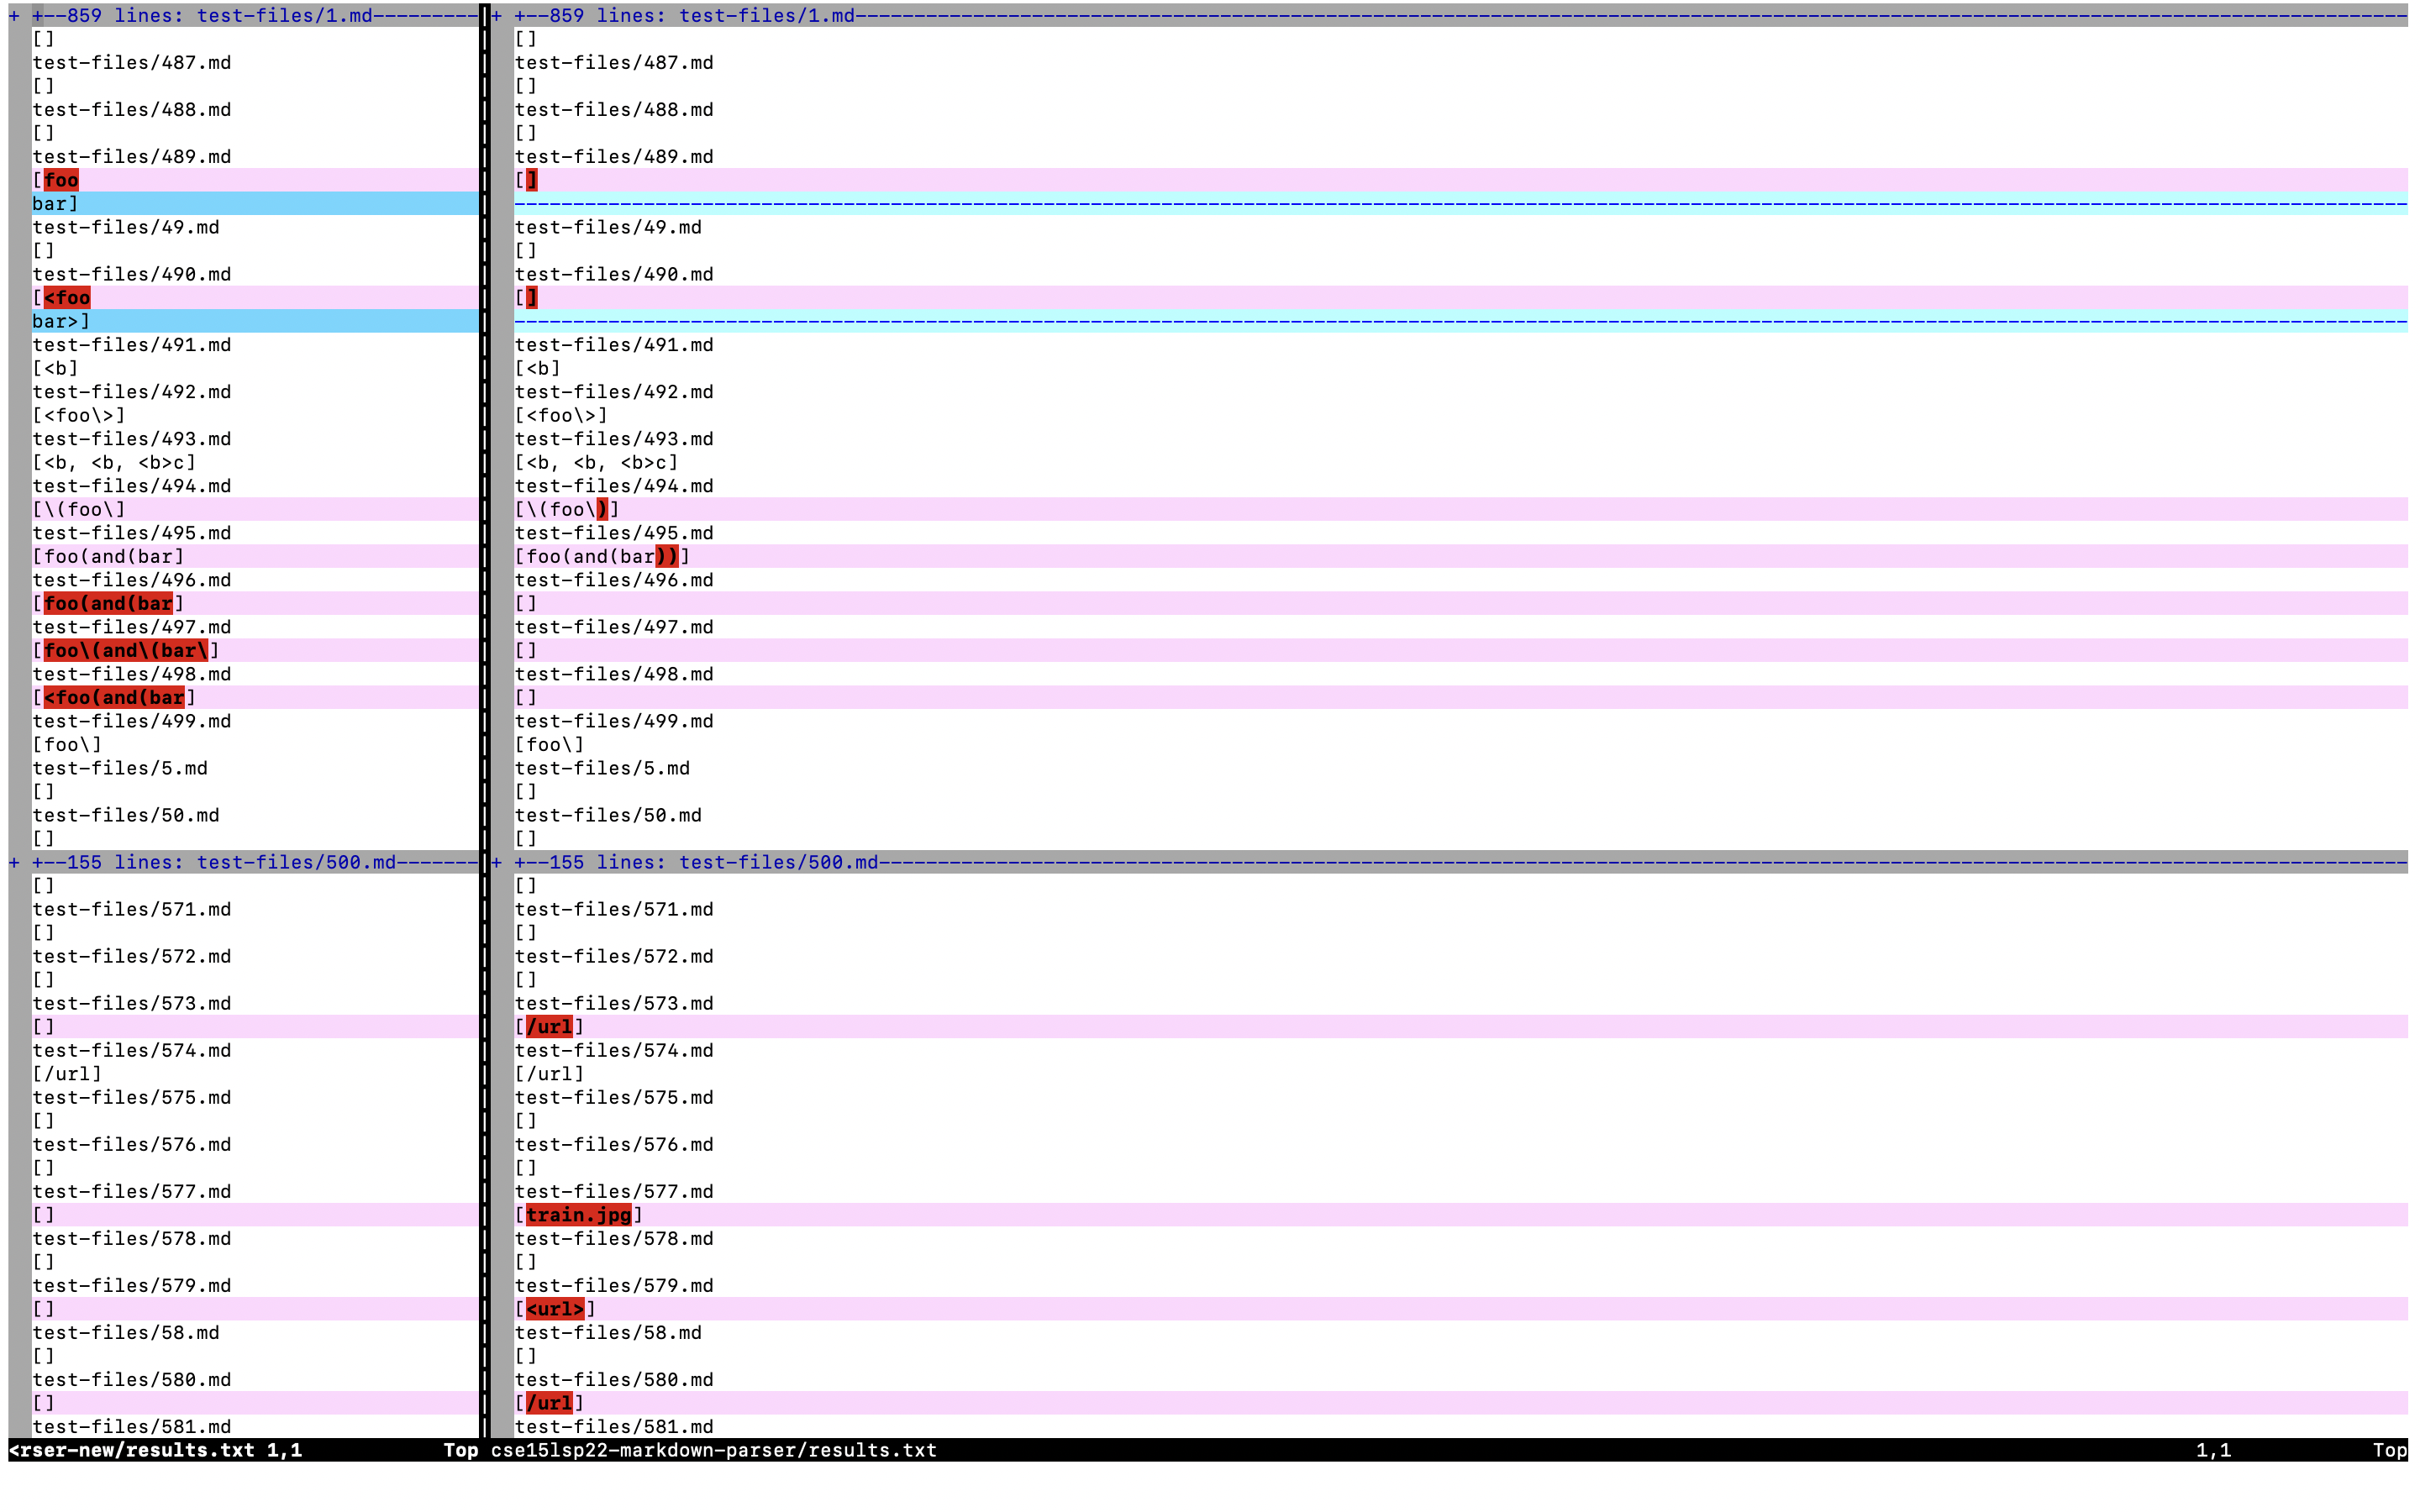 + +--859 lines: test-files/1.md---------
[]
test-files/487.md
[]
test-files/488.md
[]
test-files/489.md
[foo
bar]
test-files/49.md
[]
test-files/490.md
[<foo
bar>]
test-files/491.md
[<b]
test-files/492.md
[<foo\>]
test-files/493.md
[<b, <b, <b>c]
test-files/494.md
[\(foo\]
test-files/495.md
[foo(and(bar]
test-files/496.md
[foo(and(bar]
test-files/497.md
[foo\(and\(bar\]
test-files/498.md
[<foo(and(bar]
test-files/499.md
[foo\]
test-files/5.md
[]
test-files/50.md
[]
+ +--155 lines: test-files/500.md-------
[]
test-files/571.md
[]
test-files/572.md
[]
test-files/573.md
[]
test-files/574.md
[/url]
test-files/575.md
[]
test-files/576.md
[]
test-files/577.md
[]
test-files/578.md
[]
test-files/579.md
[]
test-files/58.md
[]
test-files/580.md
[]
test-files/581.md
<rser-new/results.txt 1,1 Top
+ +--859 lines: test-files/1.md------------------------------------------------------------------------------------------------------------------------------------
[]
test-files/487.md
[]
test-files/488.md
[]
test-files/489.md
[]
-----------------------------------------------------------------------------------------------------------------------------------------------------------------
test-files/49.md
[]
test-files/490.md
[]
-----------------------------------------------------------------------------------------------------------------------------------------------------------------
test-files/491.md
[<b]
test-files/492.md
[<foo\>]
test-files/493.md
[<b, <b, <b>c]
test-files/494.md
[\(foo\)]
test-files/495.md
[foo(and(bar))]
test-files/496.md
[]
test-files/497.md
[]
test-files/498.md
[]
test-files/499.md
[foo\]
test-files/5.md
[]
test-files/50.md
[]
+ +--155 lines: test-files/500.md----------------------------------------------------------------------------------------------------------------------------------
[]
test-files/571.md
[]
test-files/572.md
[]
test-files/573.md
[/url]
test-files/574.md
[/url]
test-files/575.md
[]
test-files/576.md
[]
test-files/577.md
[train.jpg]
test-files/578.md
[]
test-files/579.md
[<url>]
test-files/58.md
[]
test-files/580.md
[/url]
test-files/581.md
cse15lsp22-markdown-parser/results.txt 1,1 Top